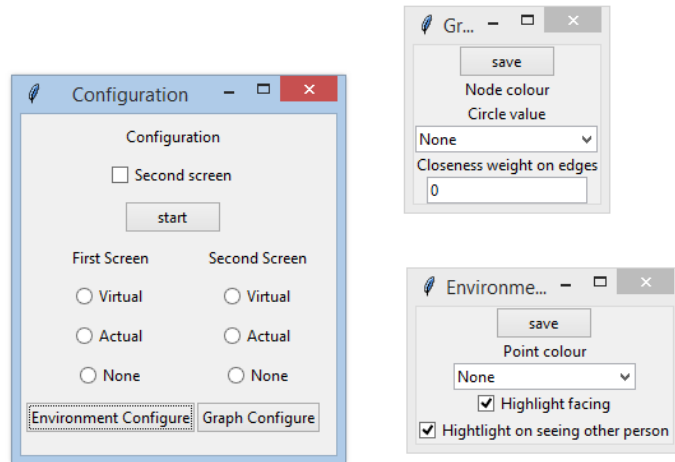 Configuration
Configuration
Second screen
start
First Screen Second Screen
Virtual Virtual
Actual Actual
None None
Environment Configure Graph Configure
Gr...
save
Node colour
Circle value
None
Closeness weight on edges
0
Environme...
save
Point colour
None
Highlight facing
Hightlight on seeing other person